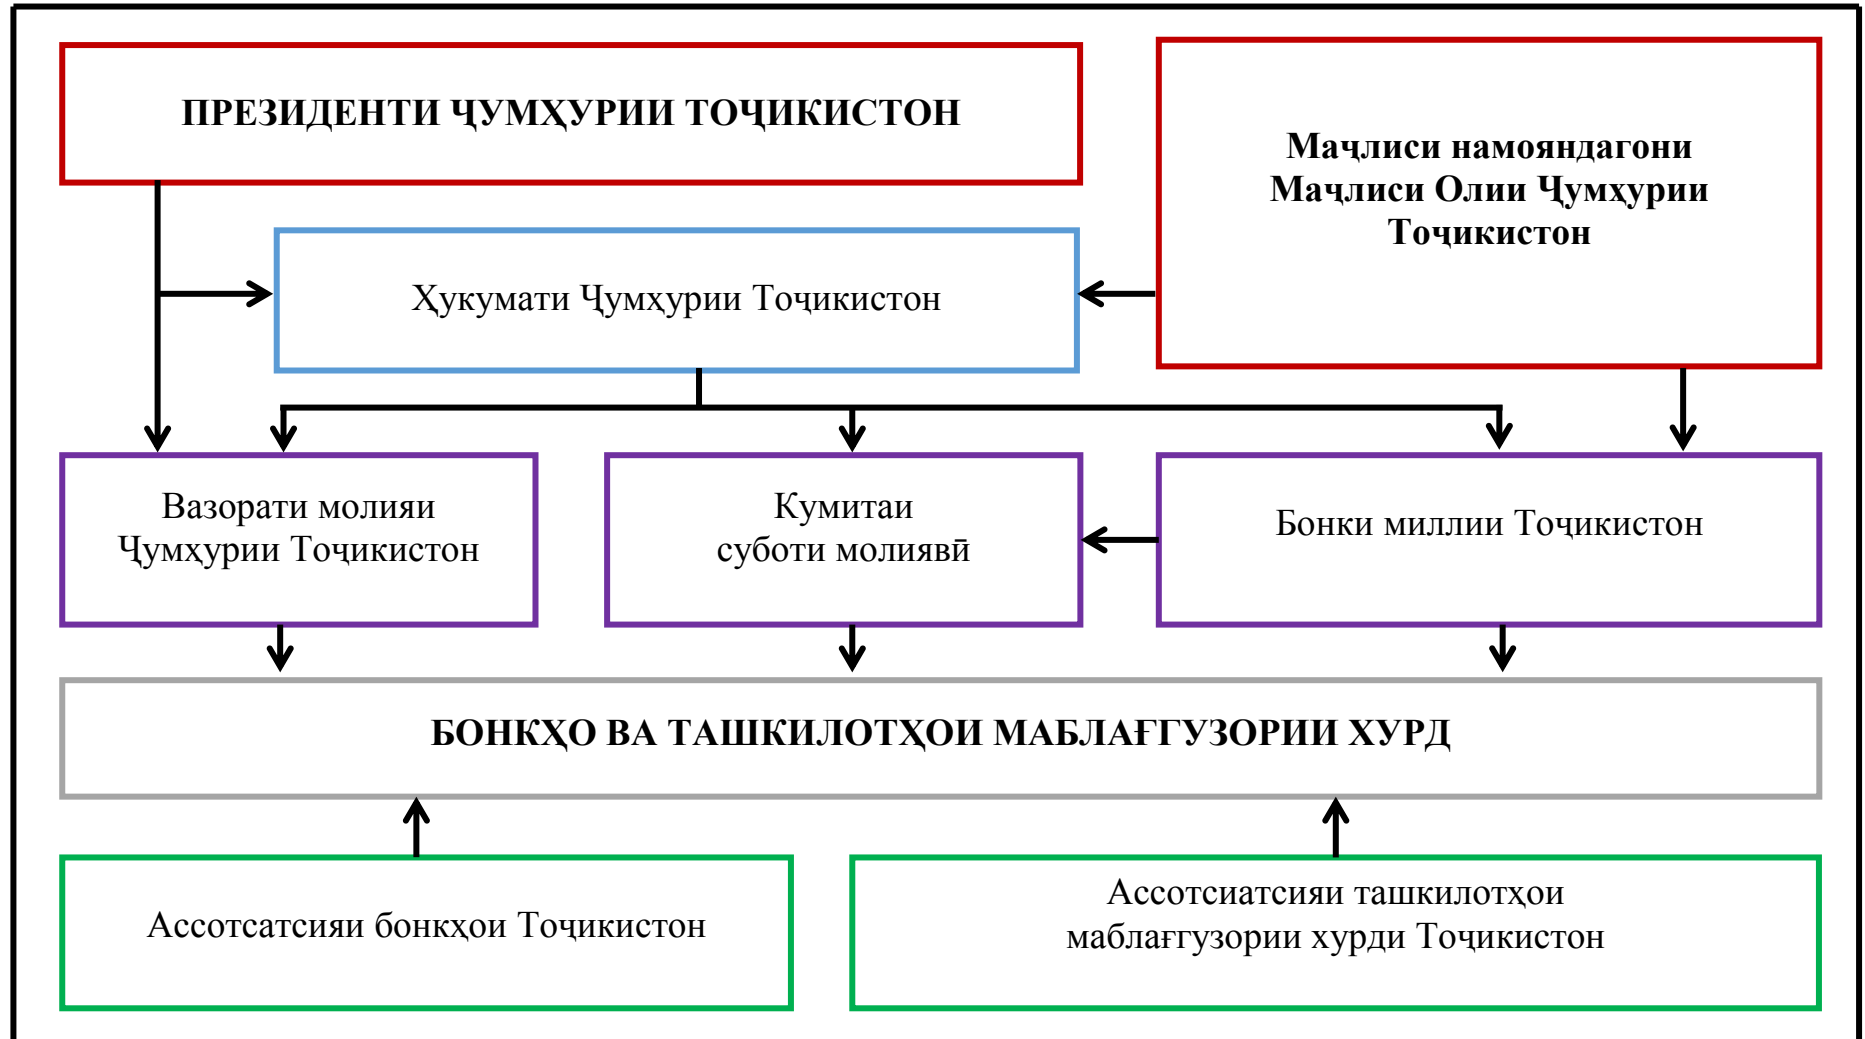 ПРЕЗИДЕНТИ ҶУМҲУРИИ ТОҶИКИСТОН
Маҷлиси намояндагони
Маҷлиси Олии Ҷумҳурии
Тоҷикистон
Ҳукумати Ҷумҳурии Тоҷикистон
Вазорати молияи
Ҷумҳурии Тоҷикистон
Кумитаи
суботи молиявӣ
Бонки миллии Тоҷикистон
БОНКҲО ВА ТАШКИЛОТҲОИ МАБЛАҒГУЗОРИИ ХУРД
Ассотсатсияи бонкҳои Тоҷикистон
Ассотсиатсияи ташкилотҳои
маблағгузории хурди Тоҷикистон